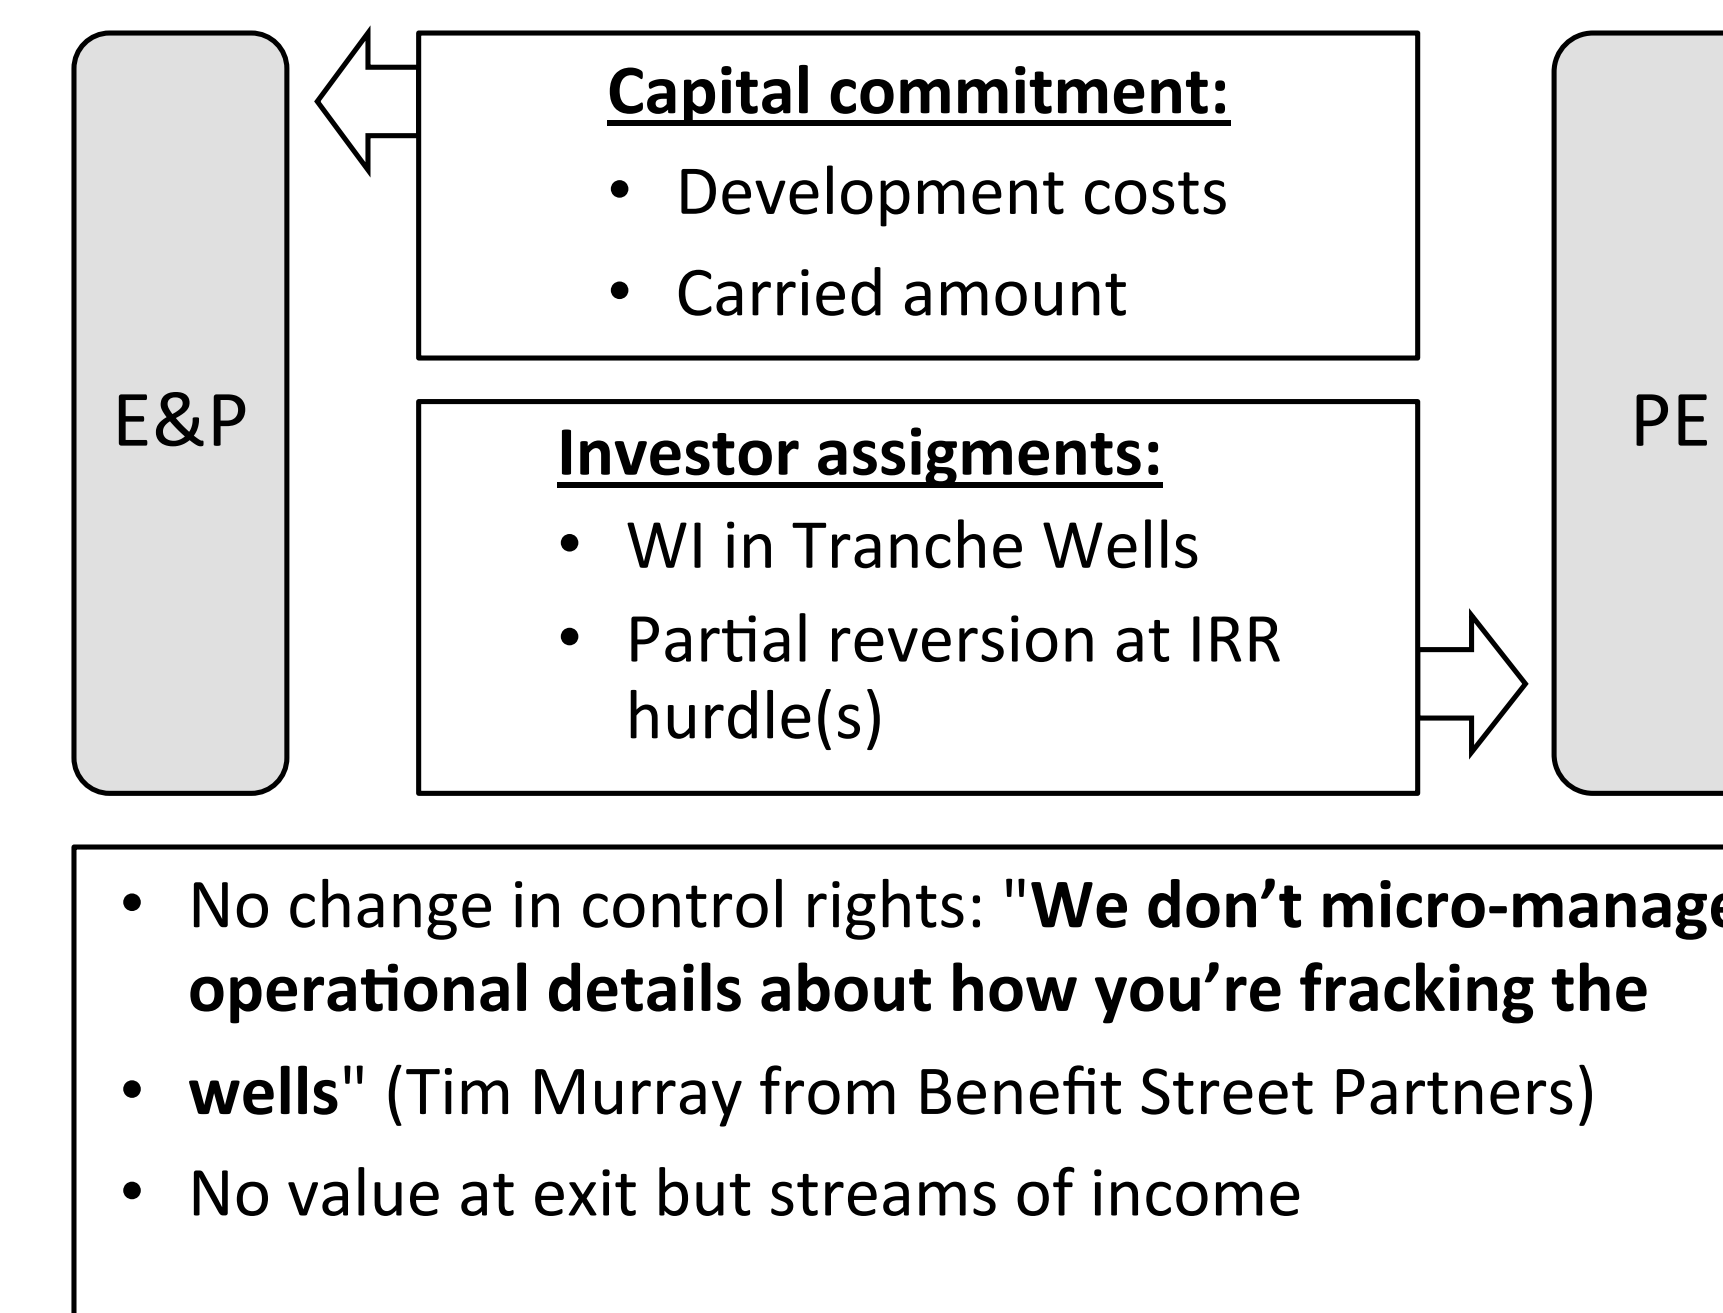 Capital commitment:
• Development costs
• Carried amount
E&P
PE
Investor assigments:
• WI in Tranche Wells
• Partial reversion at IRR
hurdle(s)
• No change in control rights: "We don’t micro-manage
operational details about how you’re fracking the
• wells" (Tim Murray from Benefit Street Partners)
• No value at exit but streams of income